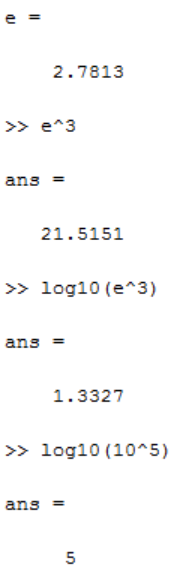 e =
2.7813
>> e^3
ans =
21.5151
>> log10(e^3)
ans =
1.3327
>> log10(10^5)
ans =
5